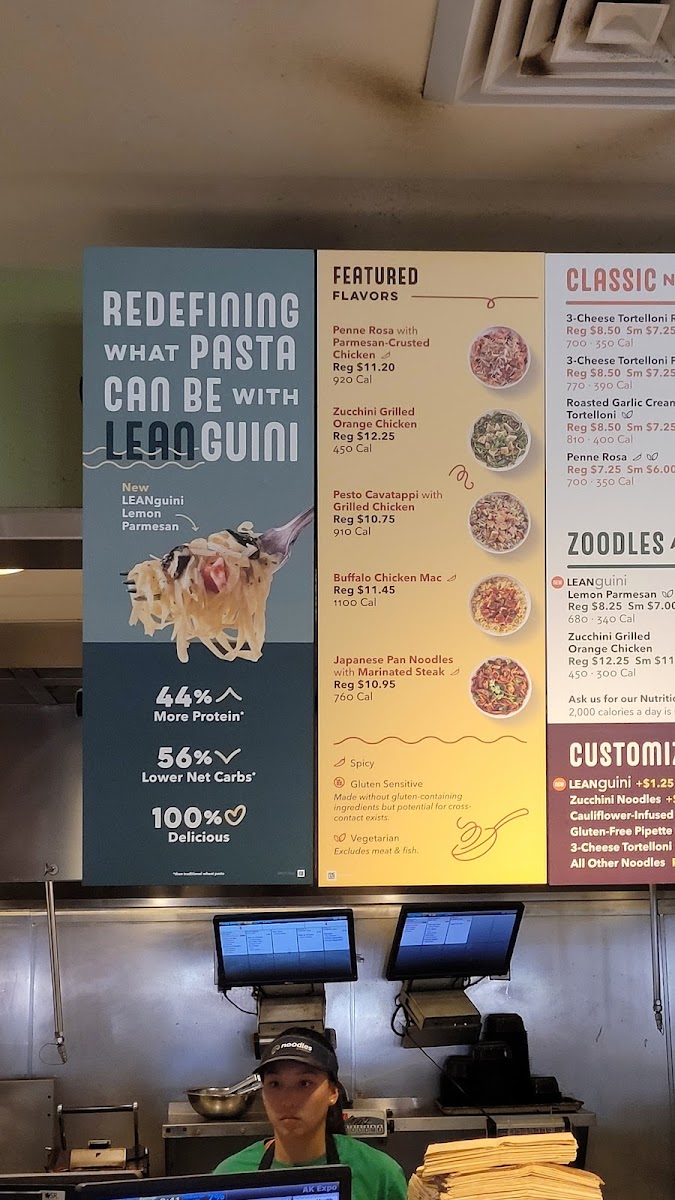 REDEFINING
WHAT PASTA
CAN BE WITH
LEANGUINI
New
LEANguini
Lemon
Parmesan
44%
More Protein*
56%
Lower Net Carbs*
100%
Delicious
*than traditional wheat pasta
FEATURED
FLAVORS
Penne Rosa with
Parmesan-Crusted
Chicken
Reg $11.20
920 Cal
Zucchini Grilled
Orange Chicken
Reg $12.25
450 Cal
Pesto Cavatappi with
Grilled Chicken
Reg $10.75
910 Cal
Buffalo Chicken Mac
Reg $11.45
1100 Cal
Japanese Pan Noodles
with Marinated Steak
Reg $10.95
760 Cal
Spicy
Gluten Sensitive
Made without gluten-containing
ingredients but potential for cross-
contact exists.
Vegetarian
Excludes meat & fish.
CLASSIC N
3-Cheese Tortelloni
Reg $8.50 Sm $7.25
700 - 350 Cal
3-Cheese Tortelloni
Reg $8.50 Sm $7.25
770 - 390 Cal
Roasted Garlic Cream
Tortelloni
Reg $8.50 Sm $7.25
810 - 400 Cal
Penne Rosa
Reg $7.25 Sm $6.00
700 - 350 Cal
ZOODLES
LEANguini
Lemon Parmesan
Reg $8.25 Sm $7.00
680 - 340 Cal
Zucchini Grilled
Orange Chicken
Reg $12.25 Sm $11
450 - 300 Cal
Ask us for our Nutriti
2,000 calories a day is
CUSTOMIZ
LEANguini +$1.25
Zucchini Noodles
Cauliflower-Infused
Gluten-Free Pipette
3-Cheese Tortelloni
All Other Noodles
noodles
AK Expo